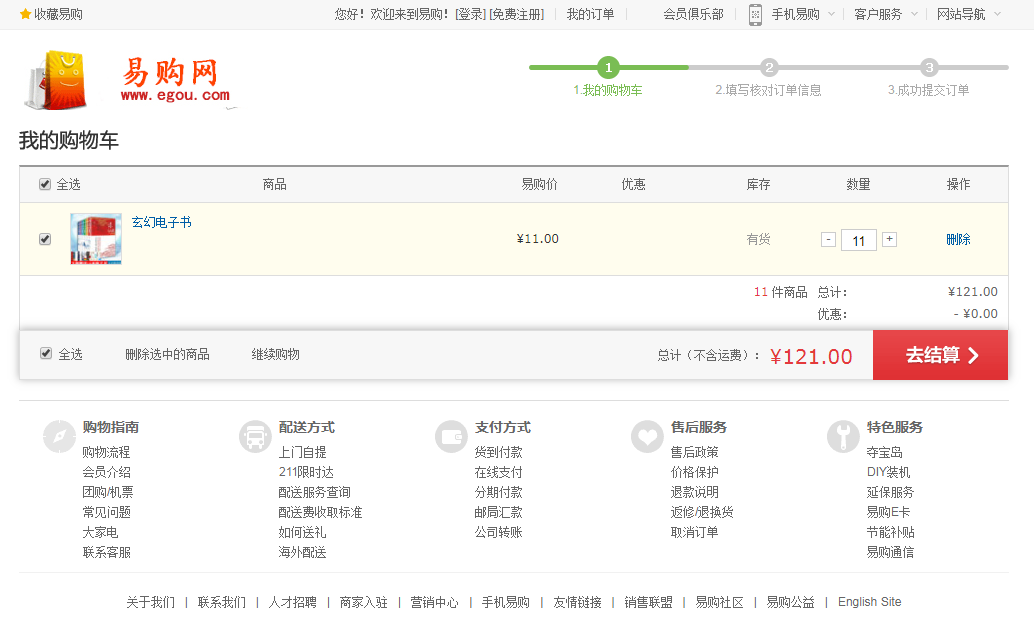 收藏易购 您好！欢迎来到易购！[登录] [免费注册] 我的订单 会员俱乐部 手机易购 客户服务 网站导航
易购网
www.egou.com
1 2 3
1.我的购物车 2.填写核对订单信息 3.成功提交订单
我的购物车
全选 商品 易购价 优惠 库存 数量 操作
玄幻电子书
¥11.00 有货 - 11 + 删除
11 件商品 总计： ¥121.00
优惠： - ¥0.00
全选 删除选中的商品 继续购物 总计（不含运费）： ¥121.00 去结算
购物指南 配送方式 支付方式 售后服务 特色服务
购物流程 上门自提 货到付款 售后政策 夺宝岛
会员介绍 211限时达 在线支付 价格保护 DIY装机
团购/机票 配送服务查询 分期付款 退款说明 延保服务
常见问题 配送费收取标准 邮局汇款 返修/退换货 易购E卡
大家电 如何送礼 公司转账 取消订单 节能补贴
联系客服 海外配送 易购通信
关于我们 | 联系我们 | 人才招聘 | 商家入驻 | 营销中心 | 手机易购 | 友情链接 | 销售联盟 | 易购社区 | 易购公益 | English Site